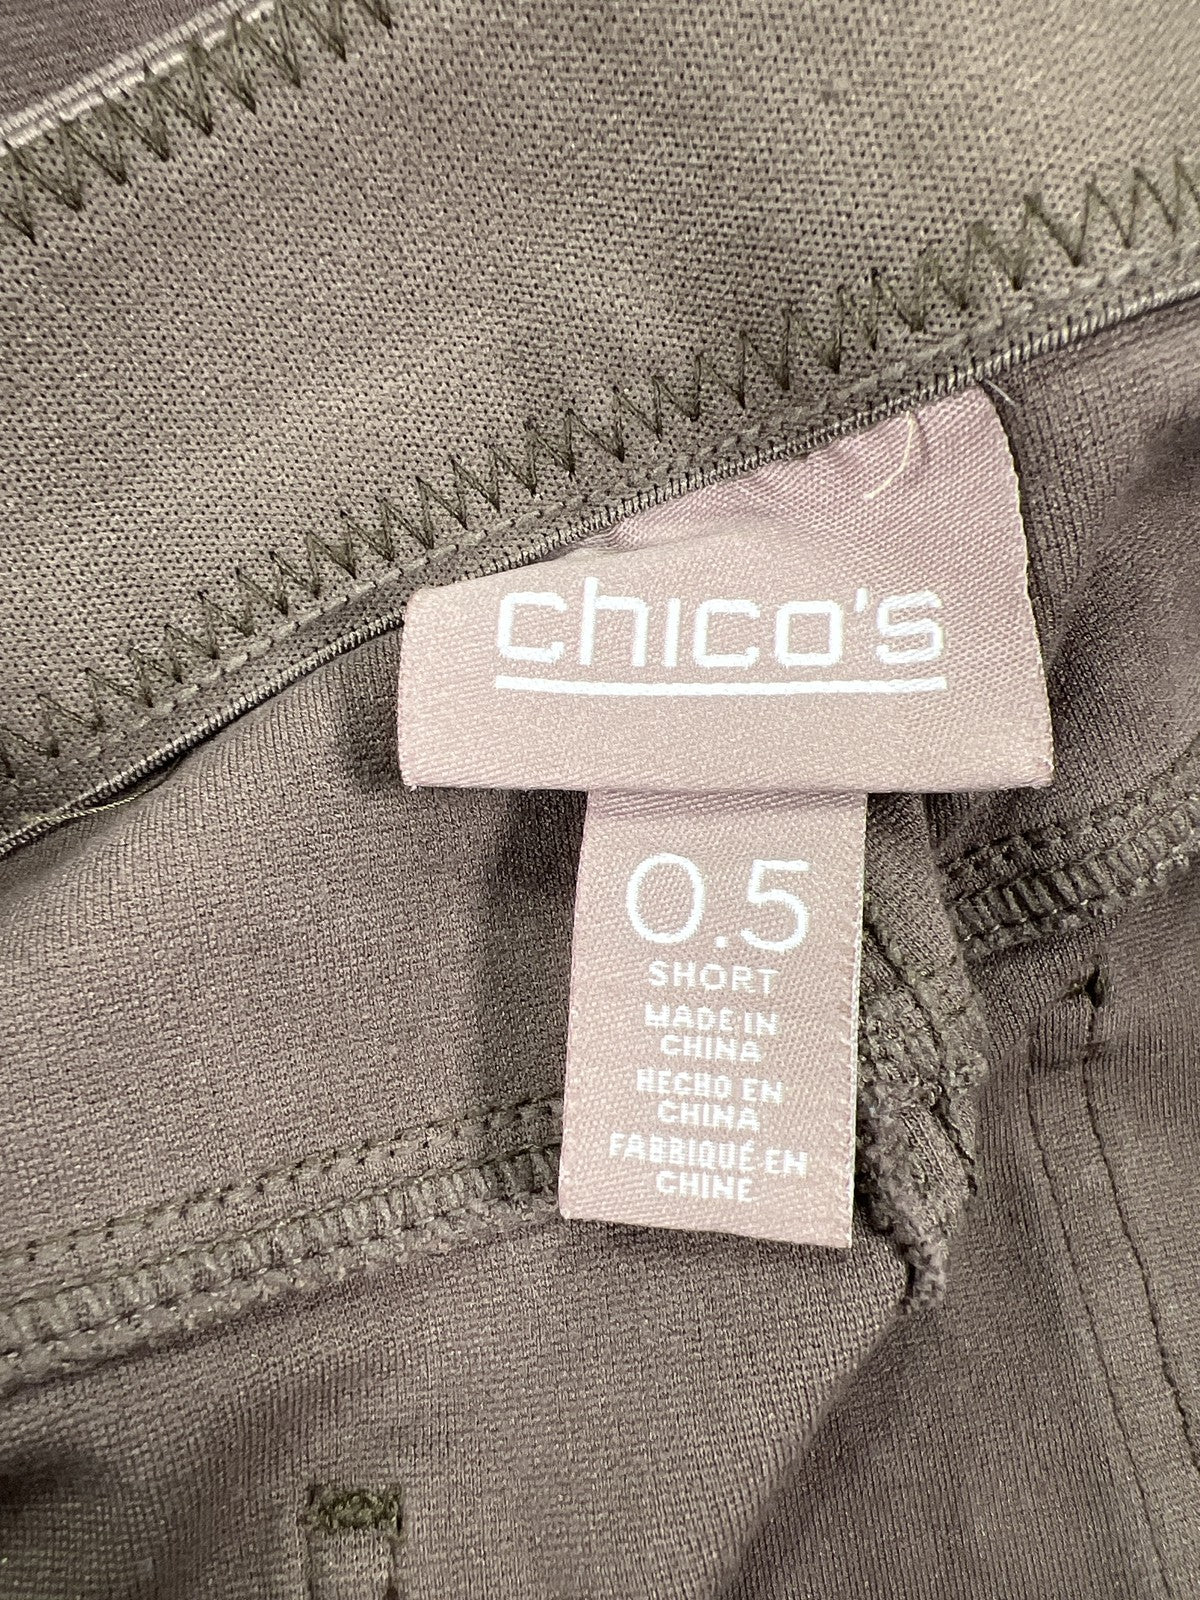 chico's
0.5
SHORT
MADE IN
CHINA
HECHO EN
CHINA
FABRIQUÉ EN
CHINE